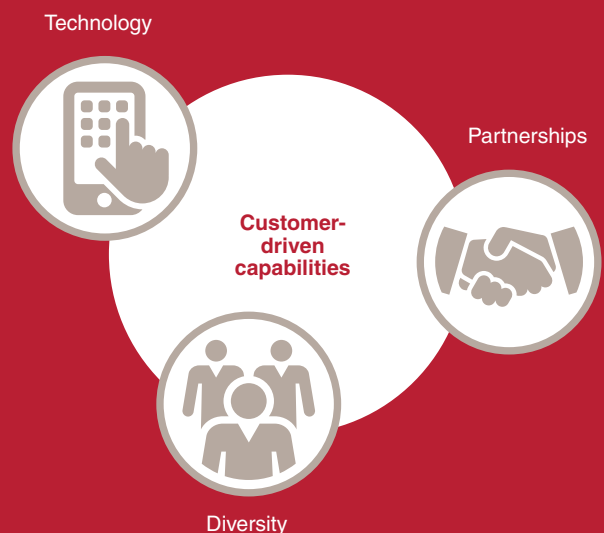 Technology
Partnerships
Customer-
driven
capabilities
Diversity